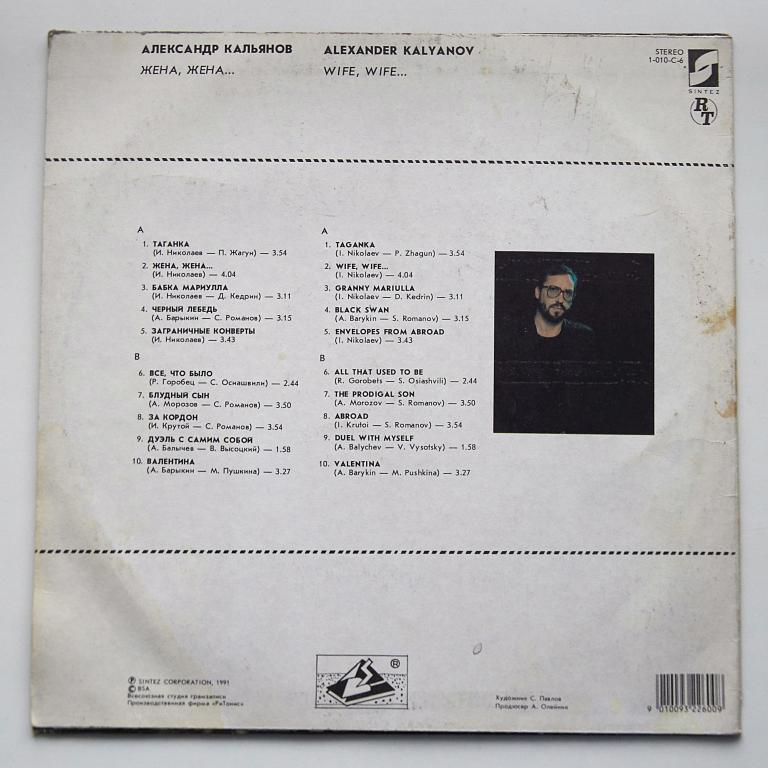 АЛЕКСАНДР КАЛЬЯНОВ
ЖЕНА, ЖЕНА...
ALEXANDER KALYANOV
WIFE, WIFE...
STEREO
1-010-C-6
SINTEZ
RT
A
1. ТАГАНКА
(И. Николаев — П. Жагун) — 3.54
2. ЖЕНА, ЖЕНА...
(И. Николаев) — 4.04
3. БАБКА МАРИУЛЛА
(И. Николаев — Д. Кедрин) — 3.11
4. ЧЕРНЫЙ ЛЕБЕДЬ
(А. Барыкин — С. Романов) — 3.15
5. ЗАГРАНИЧНЫЕ КОНВЕРТЫ
(И. Николаев) — 3.43
B
6. ВСЕ, ЧТО БЫЛО
(Р. Горобец — С. Осиашвили) — 2.44
7. БЛУДНЫЙ СЫН
(А. Морозов — С. Романов) — 3.50
8. ЗА КОРДОН
(И. Крутой — С. Романов) — 3.54
9. ДУЭЛЬ С САМИМ СОБОЙ
(А. Балычев — В. Высоцкий) — 1.58
10. ВАЛЕНТИНА
(А. Барыкин — М. Пушкина) — 3.27
A
1. TAGANKA
(I. Nikolaev — P. Zhagun) — 3.54
2. WIFE, WIFE...
(I. Nikolaev) — 4.04
3. GRANNY MARIULLA
(I. Nikolaev — D. Kedrin) — 3.11
4. BLACK SWAN
(A. Barykin — S. Romanov) — 3.15
5. ENVELOPES FROM ABROAD
(I. Nikolaev) — 3.43
B
6. ALL THAT USED TO BE
(R. Gorobets — S. Osiashvili) — 2.44
7. THE PRODIGAL SON
(A. Morozov — S. Romanov) — 3.50
8. ABROAD
(I. Krutoi — S. Romanov) — 3.54
9. DUEL WITH MYSELF
(A. Balychev — V. Vysotsky) — 1.58
10. VALENTINA
(A. Barykin — M. Pushkina) — 3.27
Ⓟ SINTEZ CORPORATION, 1991
© BSA
Всесоюзная студия грамзаписи
Производственная фирма «РиТонис»
®
Художник С. Павлов
Продюсер А. Олейник
9 010093 226009